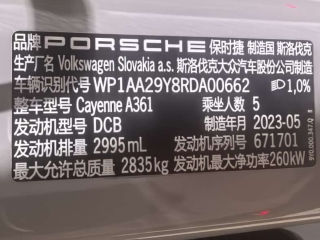 品牌 PORSCHE 保时捷 制造国 斯洛伐克
生产厂名 Volkswagen Slovakia a.s. 斯洛伐克大众汽车股份公司制造
车辆识别代号 WP1AA29Y8RDA00662 1,0%
整车型号 Cayenne A361 乘坐人数 5
发动机型号 DCB 制造年月 2023-05
发动机排量 2995mL 发动机序列号 671701
最大允许总质量 2835kg 发动机最大净功率 260kW